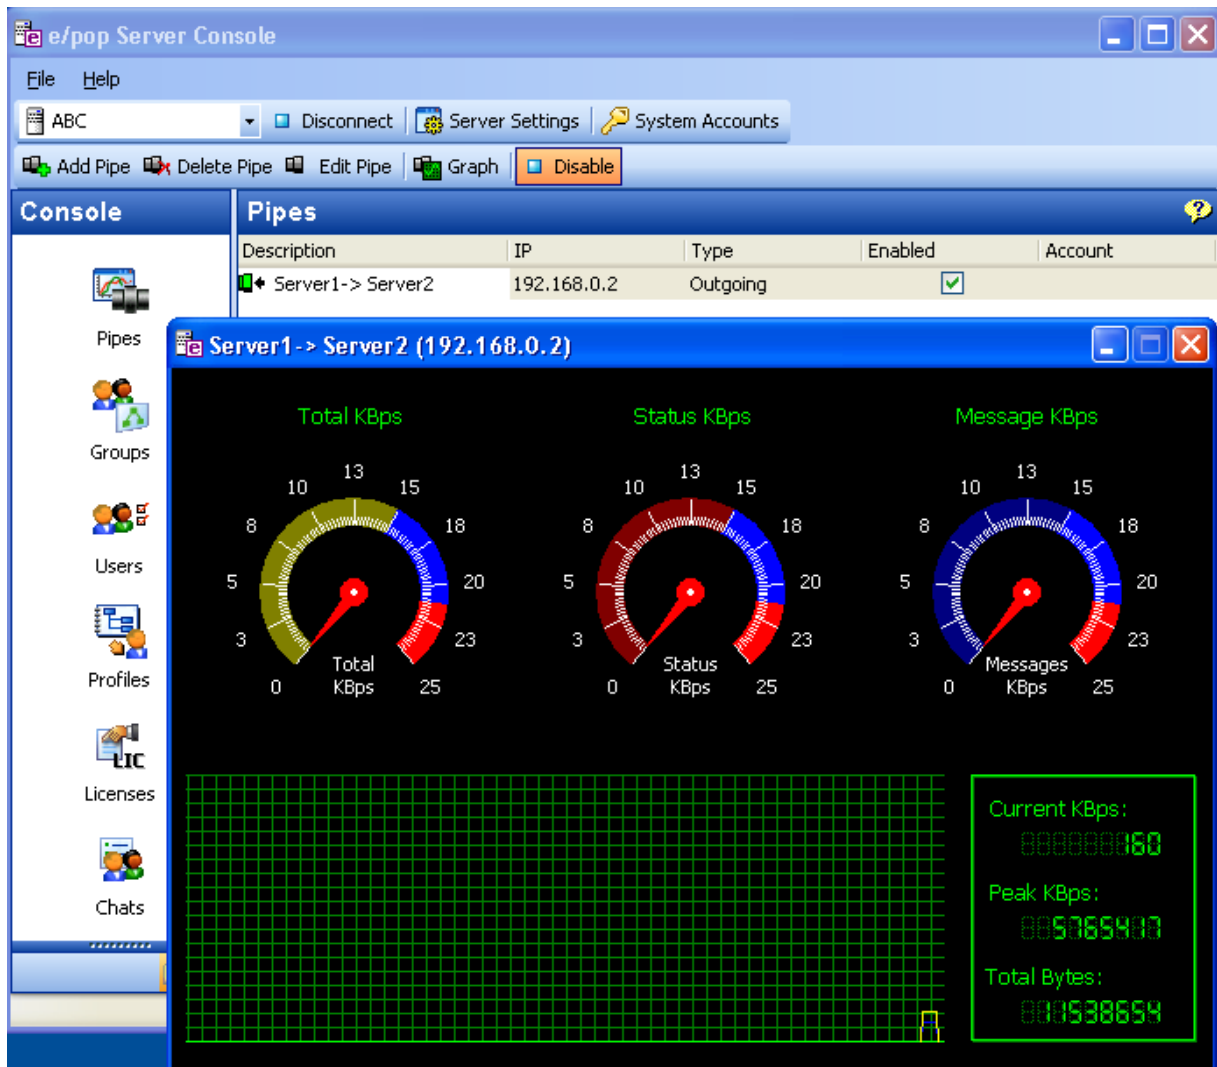 e/pop Server Console
File Help
ABC Disconnect Server Settings System Accounts
Add Pipe Delete Pipe Edit Pipe Graph Disable
Console
Pipes
Description IP Type Enabled Account
Server1-> Server2 192.168.0.2 Outgoing
Pipes
Groups
Users
Profiles
LIC
Licenses
Chats
Server1-> Server2 (192.168.0.2)
Total KBps
0 3 5 8 10 13 15 18 20 23 25
Total
KBps
Status KBps
0 3 5 8 10 13 15 18 20 23 25
Status
KBps
Message KBps
0 3 5 8 10 13 15 18 20 23 25
Messages
KBps
Current KBps:
160
Peak KBps:
Total Bytes:
11538654